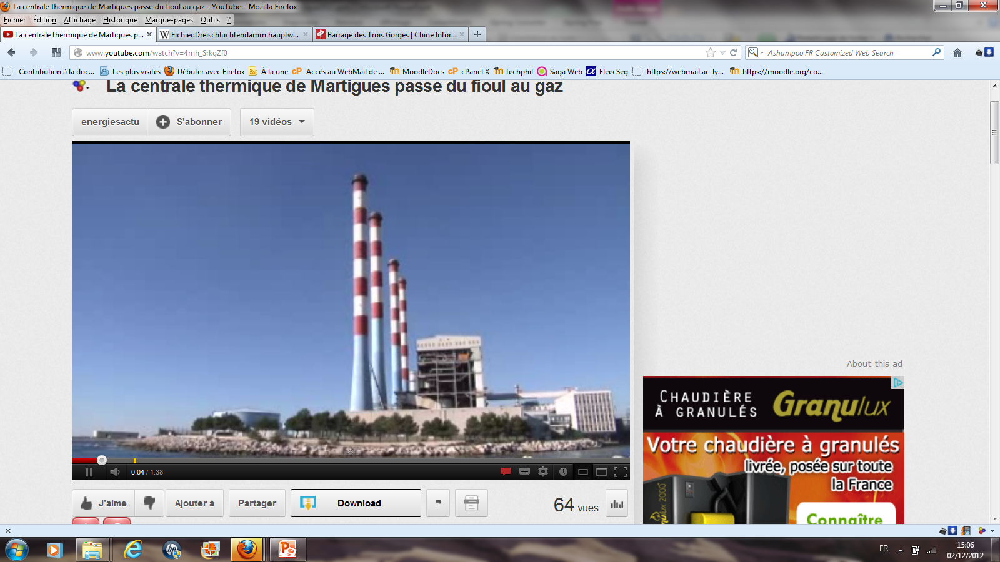 La centrale thermique de Martigues passe du fioul au gaz - YouTube - Mozilla Firefox
Fichier Édition Affichage Historique Marque-pages Outils ?
La centrale thermique de Martigues p... × Fichier:Dreischluchtendamm hauptw... × Barrage des Trois Gorges | Chine Infor... × +
www.youtube.com/watch?v=4mh_SrkgZf0 Ashampoo FR Customized Web Search
Contribution à la doc... Les plus visités Débuter avec Firefox À la une Accès au WebMail de ... MoodleDocs cPanel X techphil Saga Web EleecSeg https://webmail.ac-ly... https://moodle.org/co...
La centrale thermique de Martigues passe du fioul au gaz
energiesactu S'abonner 19 vidéos
0:04 / 1:38
J'aime Ajouter à Partager Download 64 vues
About this ad
CHAUDIÈRE
À GRANULÉS
Granulux
Votre chaudière à granulés
livrée, posée sur toute
la France
Granulux 2000
Connaître
FR 15:06
02/12/2012